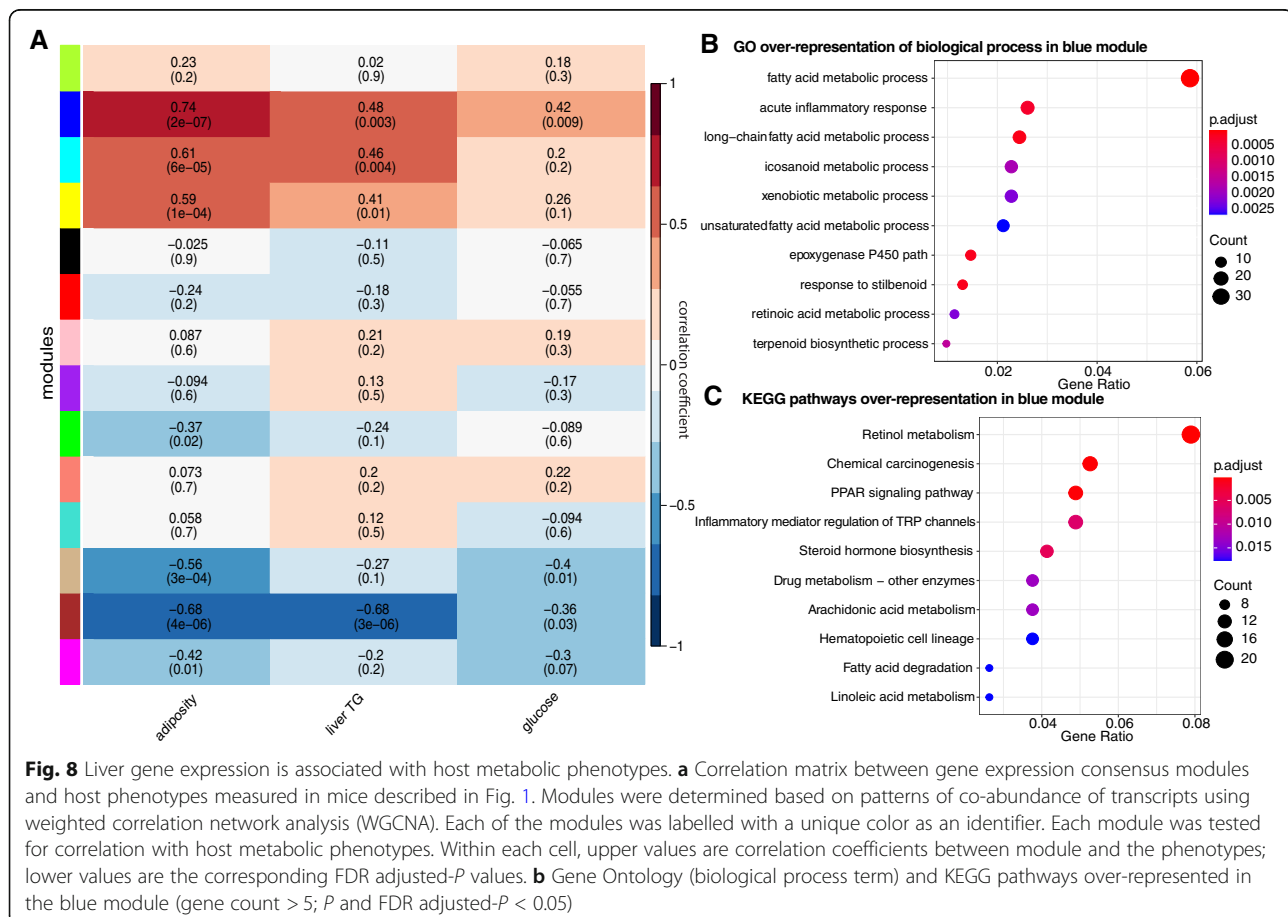 A
modules
0.23 0.02 0.18
(0.2) (0.9) (0.3)
0.74 0.48 0.42
(2e−07) (0.003) (0.009)
0.61 0.46 0.2
(6e−05) (0.004) (0.2)
0.59 0.41 0.26
(1e−04) (0.01) (0.1)
−0.025 −0.11 −0.065
(0.9) (0.5) (0.7)
−0.24 −0.18 −0.055
(0.2) (0.3) (0.7)
0.087 0.21 0.19
(0.6) (0.2) (0.3)
−0.094 0.13 −0.17
(0.6) (0.5) (0.3)
−0.37 −0.24 −0.089
(0.02) (0.1) (0.6)
0.073 0.2 0.22
(0.7) (0.2) (0.2)
0.058 0.12 −0.094
(0.7) (0.5) (0.6)
−0.56 −0.27 −0.4
(3e−04) (0.1) (0.01)
−0.68 −0.68 −0.36
(4e−06) (3e−06) (0.03)
−0.42 −0.2 −0.3
(0.01) (0.2) (0.07)
adiposity liver TG glucose
1
0.5
0
−0.5
−1
correlation coefficient
B GO over-representation of biological process in blue module
fatty acid metabolic process
acute inflammatory response
long-chain fatty acid metabolic process
icosanoid metabolic process
xenobiotic metabolic process
unsaturated fatty acid metabolic process
epoxygenase P450 path
response to stilbenoid
retinoic acid metabolic process
terpenoid biosynthetic process
0.02 0.04 0.06
Gene Ratio
p.adjust
0.0005
0.0010
0.0015
0.0020
0.0025
Count
10
20
30
C KEGG pathways over-representation in blue module
Retinol metabolism
Chemical carcinogenesis
PPAR signaling pathway
Inflammatory mediator regulation of TRP channels
Steroid hormone biosynthesis
Drug metabolism − other enzymes
Arachidonic acid metabolism
Hematopoietic cell lineage
Fatty acid degradation
Linoleic acid metabolism
0.04 0.06 0.08
Gene Ratio
p.adjust
0.005
0.010
0.015
Count
8
12
16
20
Fig. 8 Liver gene expression is associated with host metabolic phenotypes. a Correlation matrix between gene expression consensus modules
and host phenotypes measured in mice described in Fig. 1. Modules were determined based on patterns of co-abundance of transcripts using
weighted correlation network analysis (WGCNA). Each of the modules was labelled with a unique color as an identifier. Each module was tested
for correlation with host metabolic phenotypes. Within each cell, upper values are correlation coefficients between module and the phenotypes;
lower values are the corresponding FDR adjusted-P values. b Gene Ontology (biological process term) and KEGG pathways over-represented in
the blue module (gene count > 5; P and FDR adjusted-P < 0.05)